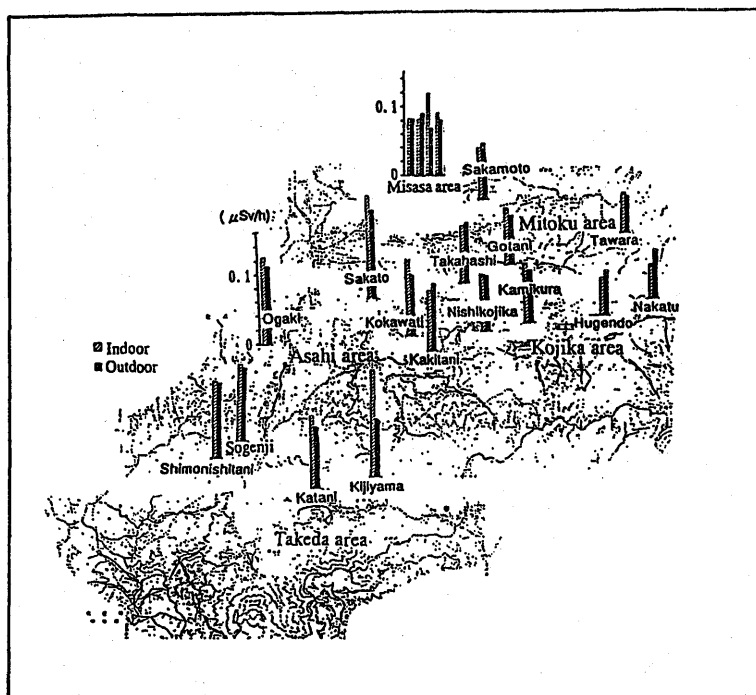 0.1
0
Misasa area
Sakamoto
( μSv/h)
0.1
0
Mitoku area
Tawara
Gotani
Takahashi
Sakato
Kamikura
Nakatu
Hugendo
Nishikojika
Kokawati
Ogaki
Kojika area
Kakitani
Asahi area
Indoor
Outdoor
Sogenji
Shimonishitani
Kijiyama
Katani
Takeda area